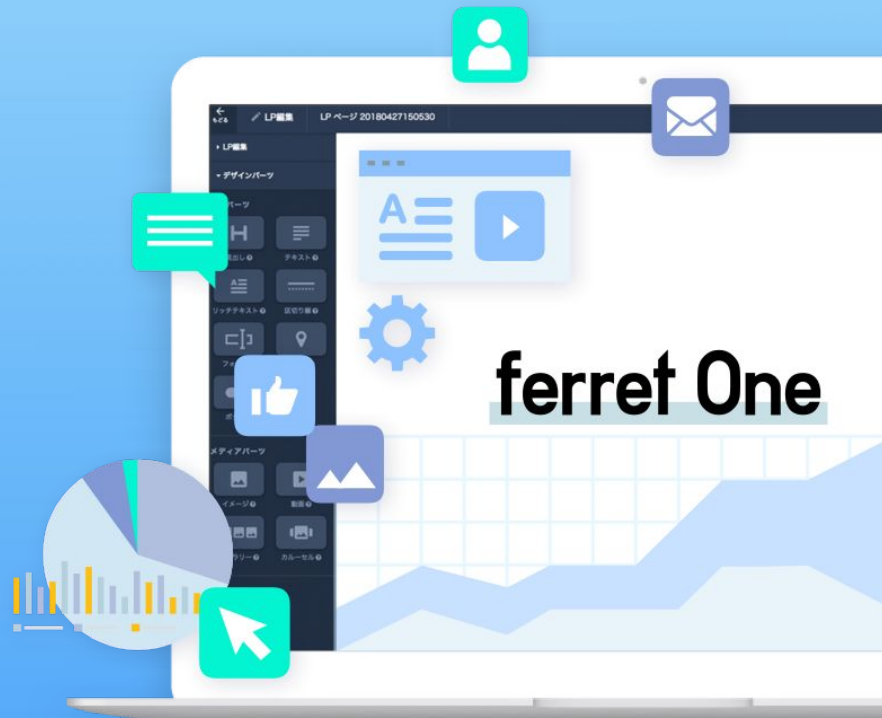 もどる
LP編集
LP ページ 20180427150530
LP編集
デザインパーツ
パーツ
テキスト
リッチテキスト
区切り線
メディアパーツ
イメージ
動画
カルーセル
ferret One